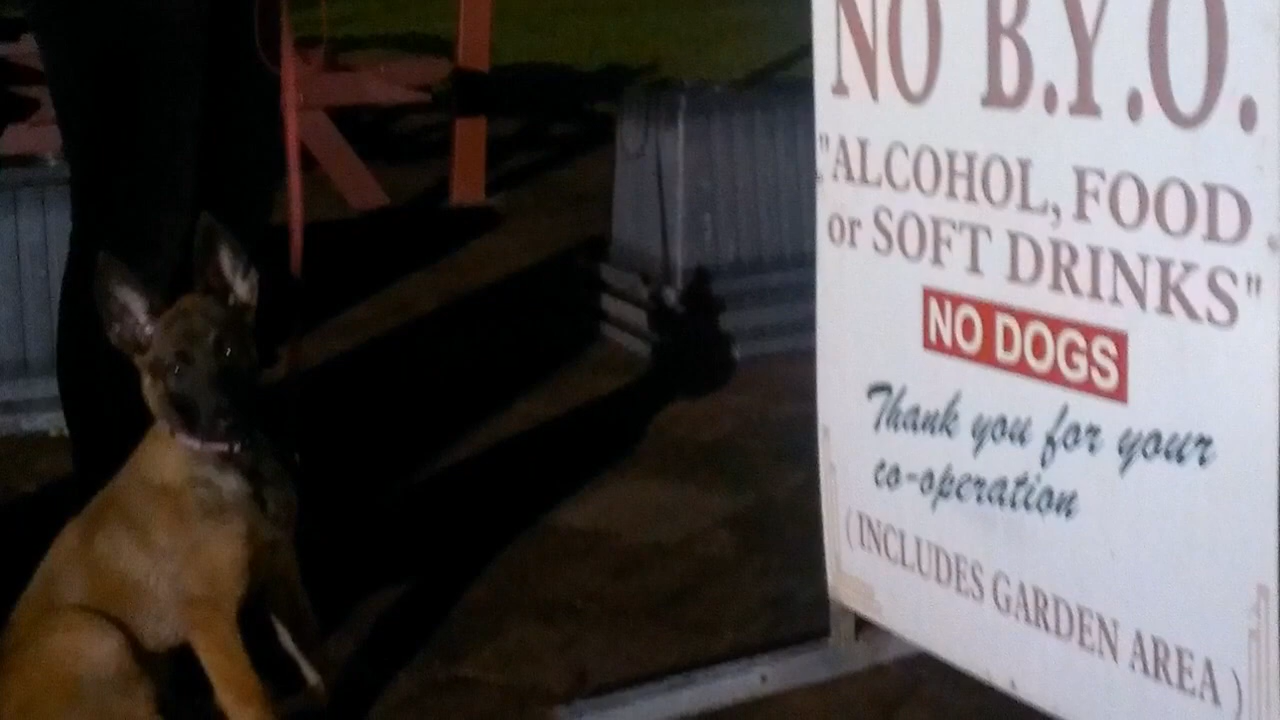 NO B.Y.O.
"ALCOHOL, FOOD
or SOFT DRINKS"
NO DOGS
Thank you for your
co-operation
(INCLUDES GARDEN AREA)